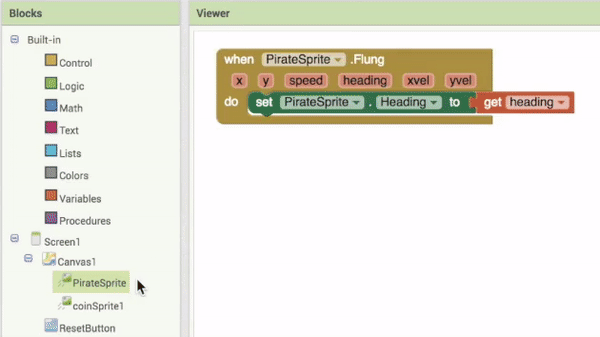 Blocks
Viewer
Built-in
Control
Logic
Math
Text
Lists
Colors
Variables
Procedures
Screen1
Canvas1
PirateSprite
coinSprite1
ResetButton
when PirateSprite .Flung
x y speed heading xvel yvel
do set PirateSprite . Heading to get heading